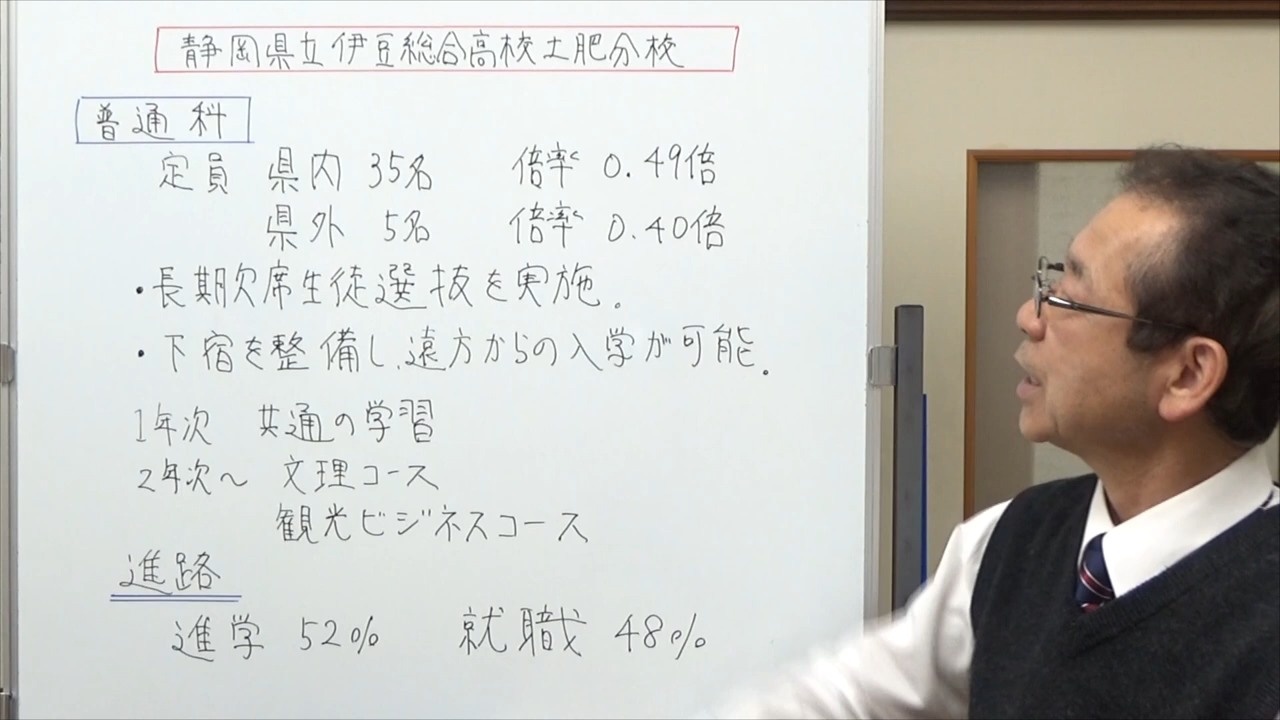 静岡県立伊豆総合高校土肥分校
普通科
定員 県内 35名 倍率 0.49倍
県外 5名 倍率 0.40倍
・長期欠席生徒選抜を実施。
・下宿を整備し、遠方からの入学が可能。
1年次 共通の学習
2年次〜 文理コース
観光ビジネスコース
進路
進学 52% 就職 48%